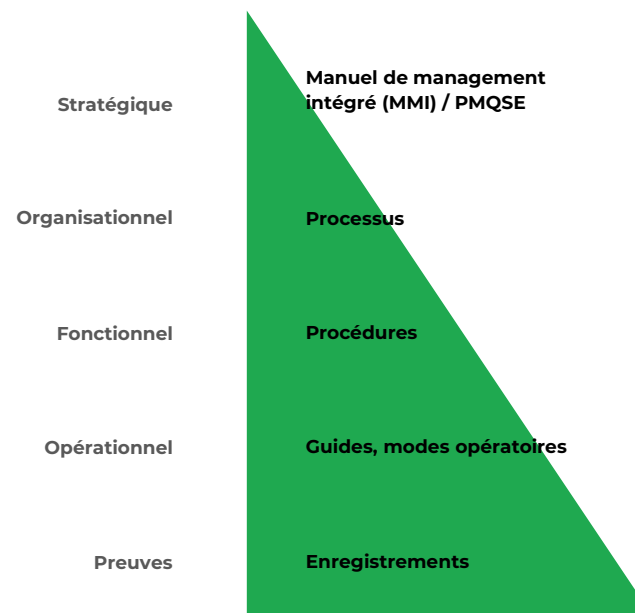 Stratégique
Manuel de management
intégré (MMI) / PMQSE
Organisationnel
Processus
Fonctionnel
Procédures
Opérationnel
Guides, modes opératoires
Preuves
Enregistrements